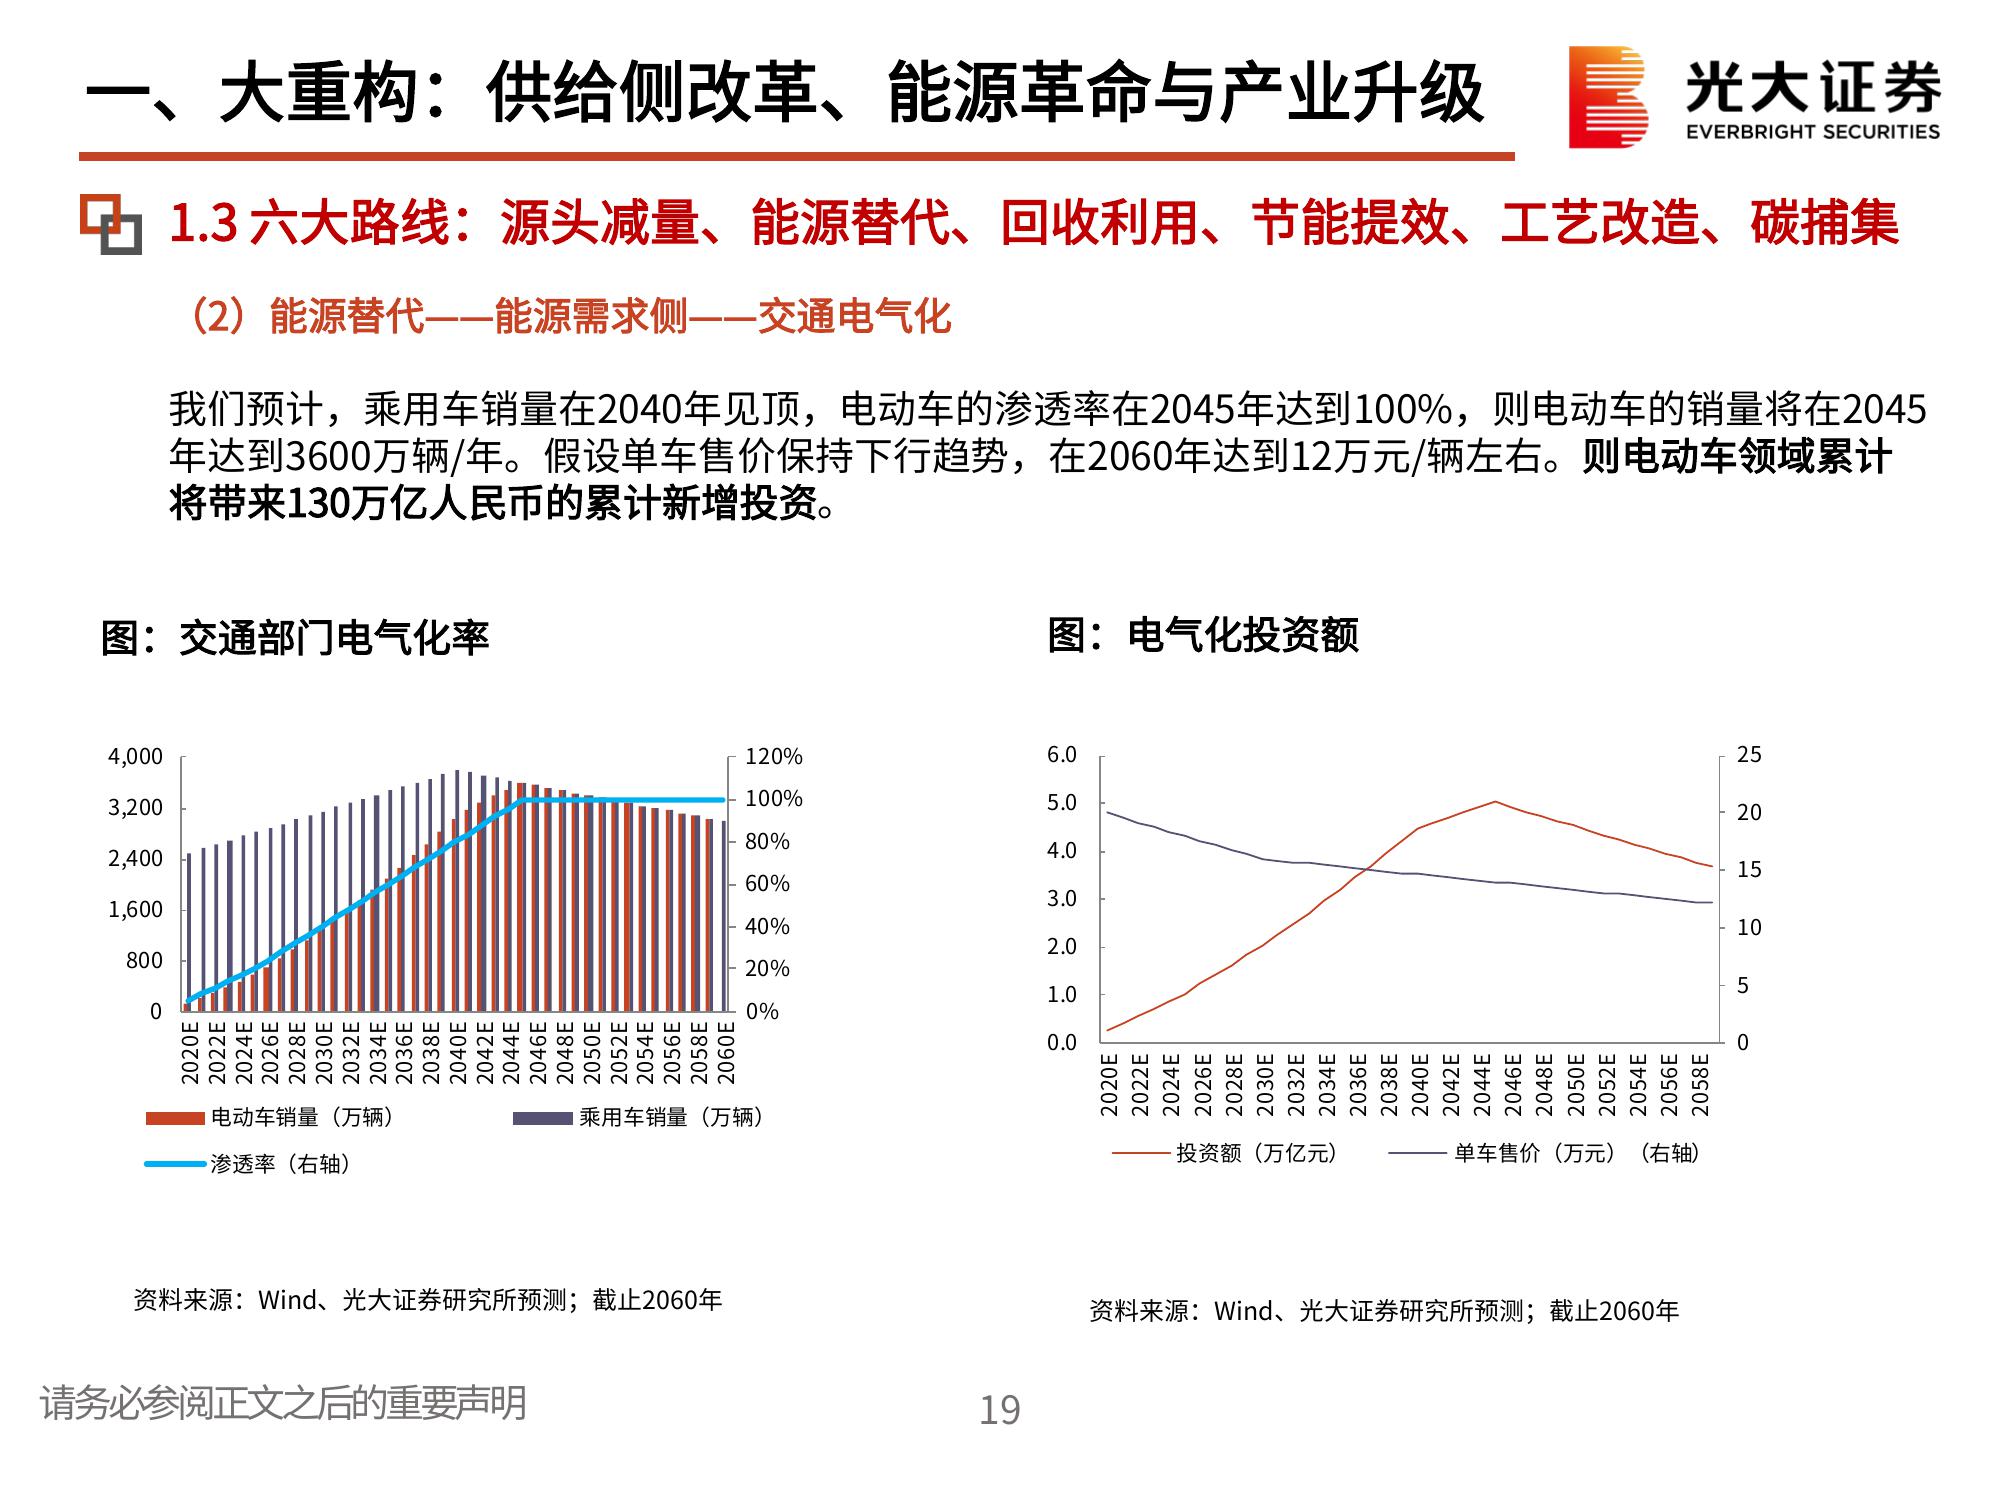 一、大重构：供给侧改革、能源革命与产业升级
光大证券
EVERBRIGHT SECURITIES
1.3 六大路线：源头减量、能源替代、回收利用、节能提效、工艺改造、碳捕集
（2）能源替代——能源需求侧——交通电气化
我们预计，乘用车销量在2040年见顶，电动车的渗透率在2045年达到100%，则电动车的销量将在2045
年达到3600万辆/年。假设单车售价保持下行趋势，在2060年达到12万元/辆左右。则电动车领域累计
将带来130万亿人民币的累计新增投资。
图：交通部门电气化率
4,000
3,200
2,400
1,600
800
0
120%
100%
80%
60%
40%
20%
0%
2020E 2022E 2024E 2026E 2028E 2030E 2032E 2034E 2036E 2038E 2040E 2042E 2044E 2046E 2048E 2050E 2052E 2054E 2056E 2058E 2060E
电动车销量（万辆） 乘用车销量（万辆）
渗透率（右轴）
资料来源：Wind、光大证券研究所预测；截止2060年
图：电气化投资额
6.0
5.0
4.0
3.0
2.0
1.0
0.0
25
20
15
10
5
0
2020E 2022E 2024E 2026E 2028E 2030E 2032E 2034E 2036E 2038E 2040E 2042E 2044E 2046E 2048E 2050E 2052E 2054E 2056E 2058E
投资额（万亿元） 单车售价（万元）（右轴）
资料来源：Wind、光大证券研究所预测；截止2060年
请务必参阅正文之后的重要声明
19